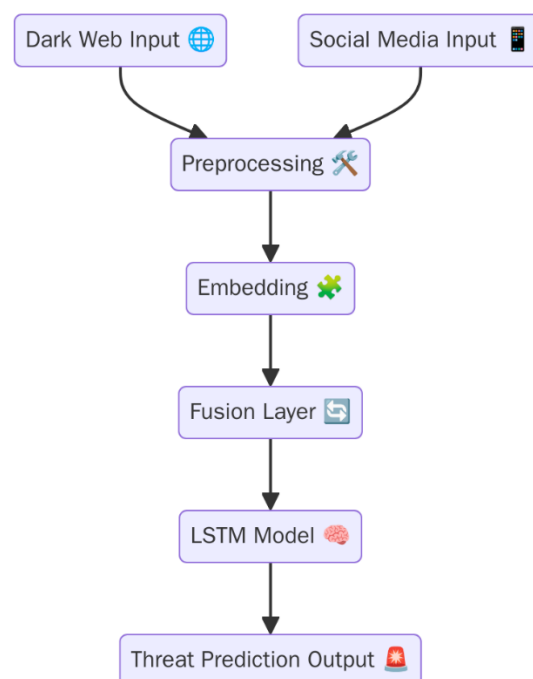 Dark Web Input 🌐
Social Media Input 📱
Preprocessing 🛠️
Embedding 🧩
Fusion Layer 🔄
LSTM Model 🧠
Threat Prediction Output 🚨